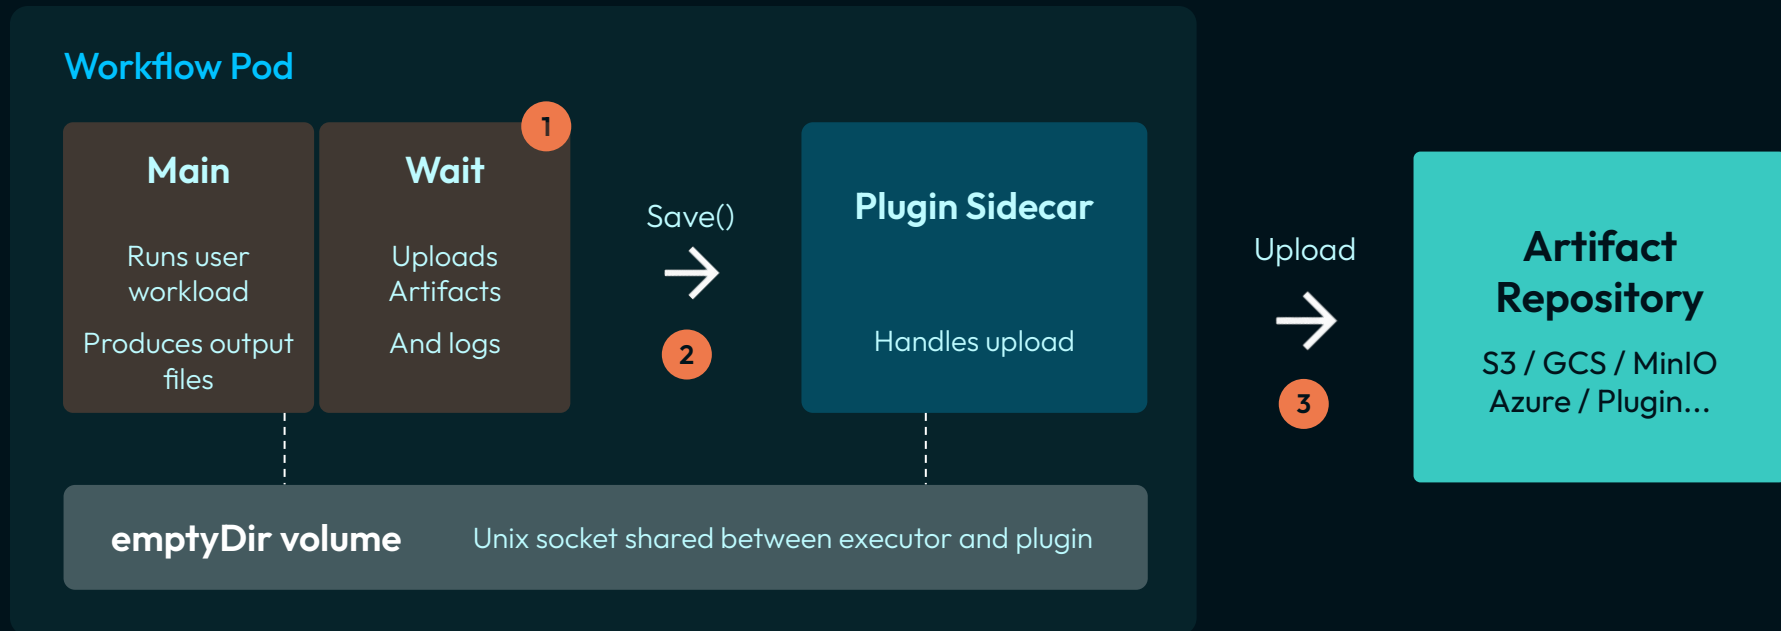 Workflow Pod
1
Main
Wait
Runs user
workload
Produces output
files
Uploads
Artifacts
And logs
Save()
2
Plugin Sidecar
Handles upload
Upload
3
Artifact
Repository
S3 / GCS / MinIO
Azure / Plugin...
emptyDir volume
Unix socket shared between executor and plugin